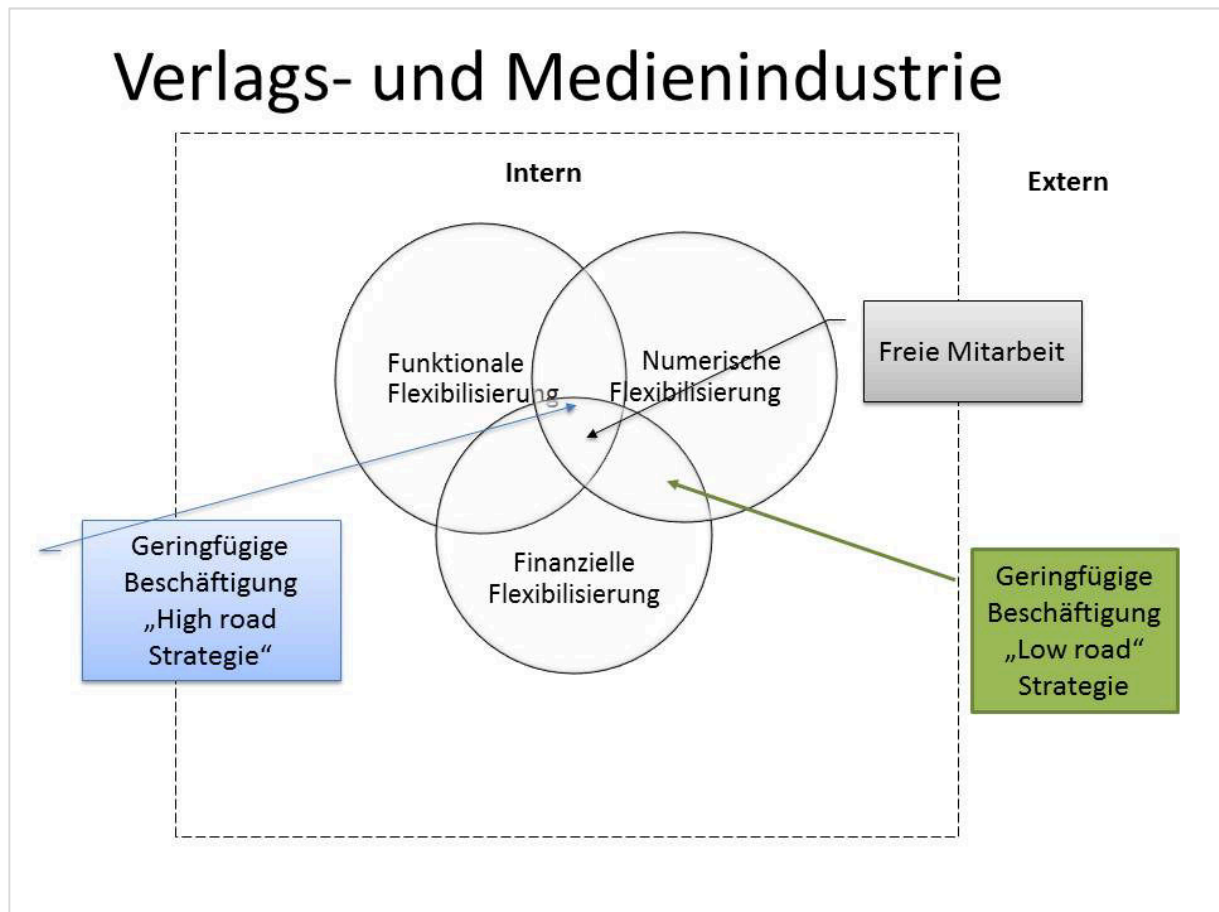 Verlags- und Medienindustrie
Intern
Extern
Funktionale
Flexibilisierung
Numerische
Flexibilisierung
Freie Mitarbeit
Geringfügige
Beschäftigung
„High road
Strategie“
Finanzielle
Flexibilisierung
Geringfügige
Beschäftigung
„Low road“
Strategie